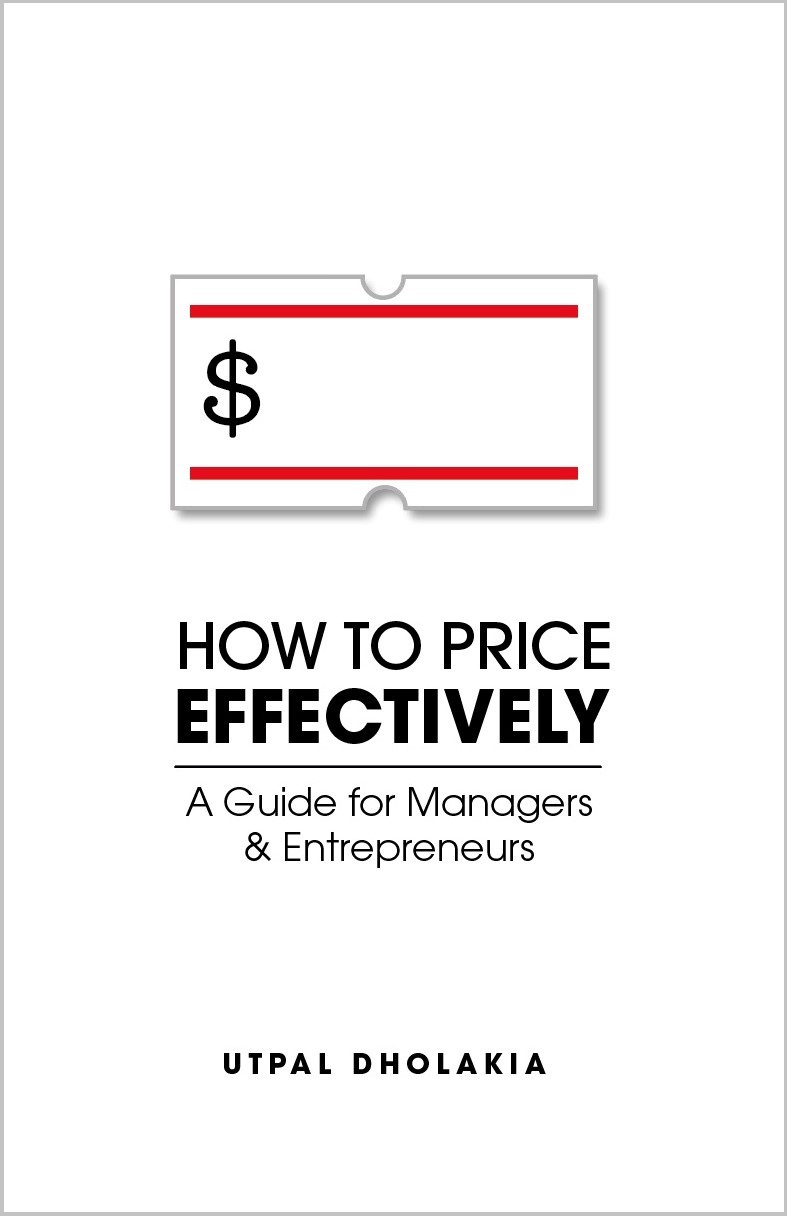 $
HOW TO PRICE
EFFECTIVELY
A Guide for Managers
& Entrepreneurs
UTPAL DHOLAKIA